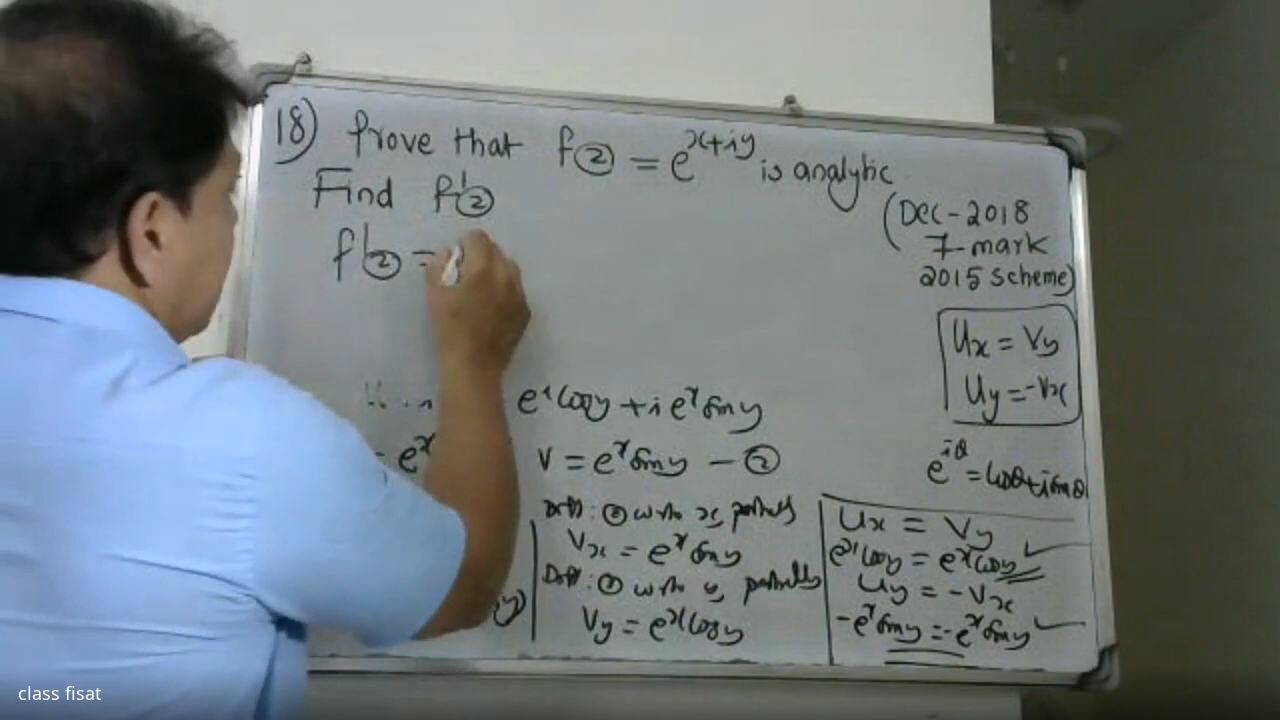 18) Prove that f(z) = e^{x+iy} is analytic
Find f'(z)
(Dec-2018
7-mark
2015 scheme)
f'(z) =
Ux = Vy
Uy = -Vx
e^x cosy + i e^x siny
e^x
V = e^x siny - ②
e^{iθ} = cosθ + i sinθ
Diff: ② w.r.to x, partially
Vx = e^x siny
Diff: ② w.r.to y, partially
Vy = e^x cosy
Ux = Vy
e^x cosy = e^x cosy
Uy = -Vx
-e^x siny = -e^x siny
class fisat